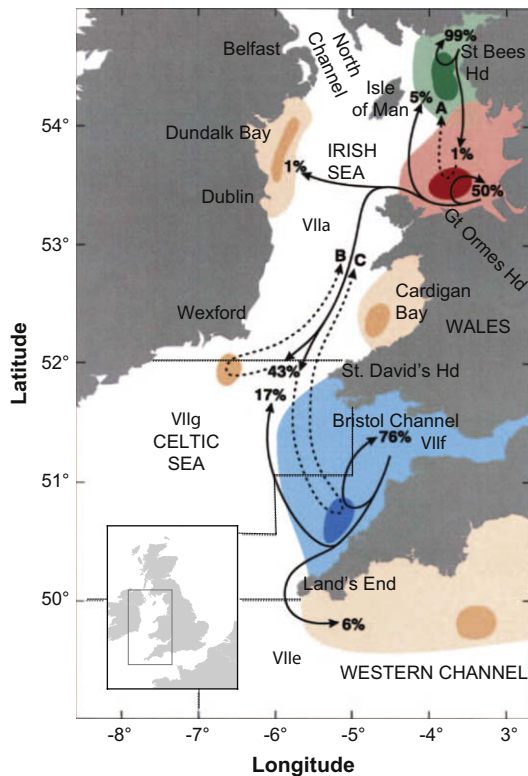 99%
St Bees
Hd
Belfast
North
Channel
Isle
of Man
5%
A
54°
Dundalk Bay
IRISH
SEA
1%
1%
50%
Dublin
Gt Ormes Hd
VIIa
53°
B
C
Cardigan
Bay
Wexford
WALES
52°
43%
St. David's Hd
17%
VIIg
CELTIC
SEA
Bristol Channel
76%
VIIf
51°
Land's End
50°
6%
VIIe
WESTERN CHANNEL
Latitude
-8°
-7°
-6°
-5°
-4°
-3°
2°
Longitude